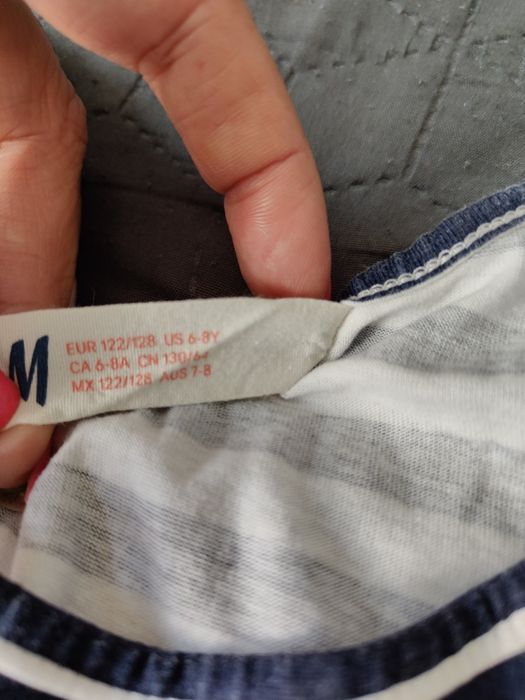 M
EUR 122/128 US 6-8Y
CA 6-8A CN 130/64
MX 122/128 AUS 7-8